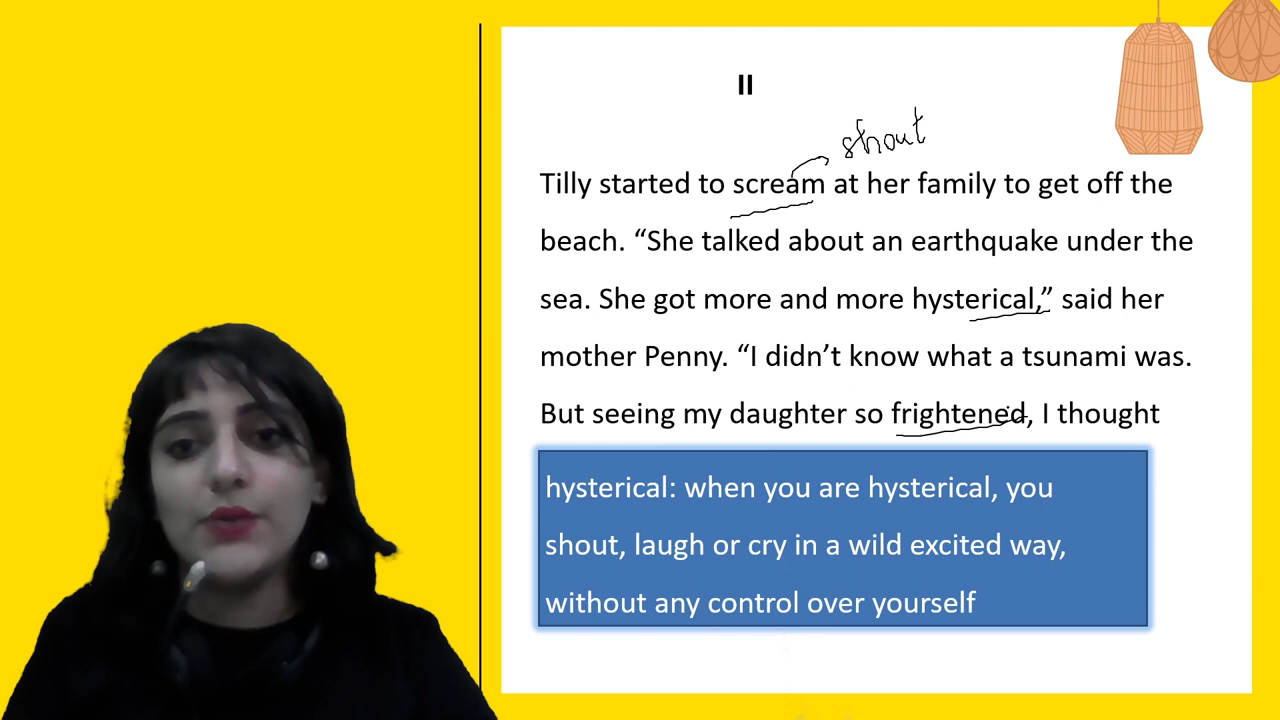 II
shout
Tilly started to scream at her family to get off the
beach. “She talked about an earthquake under the
sea. She got more and more hysterical,” said her
mother Penny. “I didn’t know what a tsunami was.
But seeing my daughter so frightened, I thought
hysterical: when you are hysterical, you
shout, laugh or cry in a wild excited way,
without any control over yourself